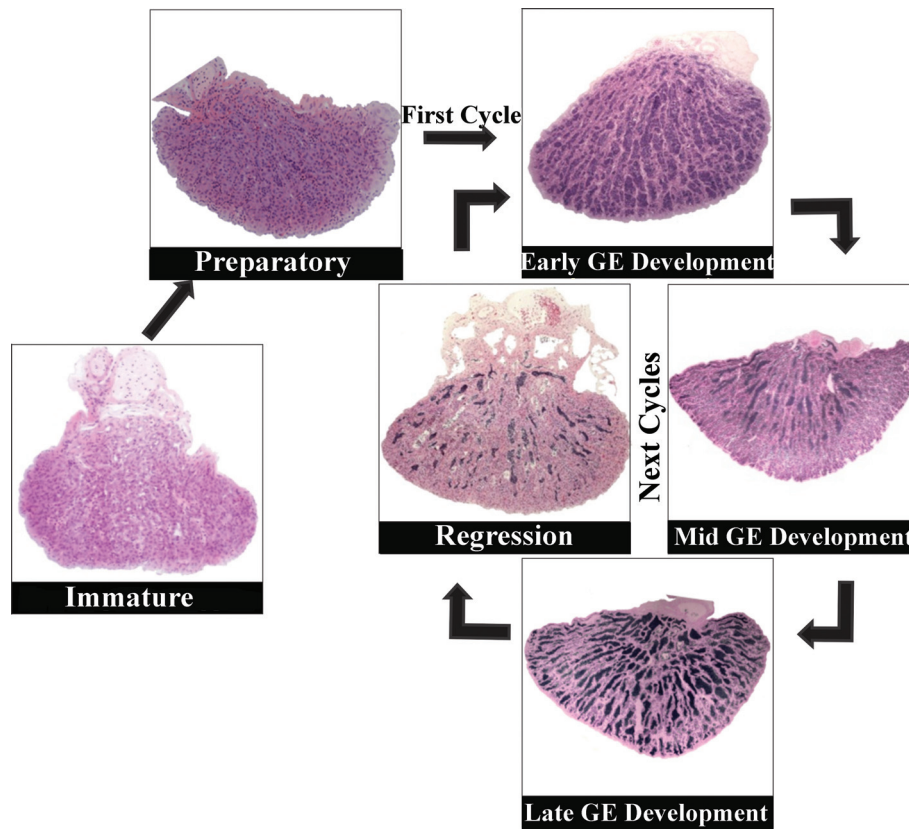 First Cycle
Preparatory
Early GE Development
Next Cycles
Immature
Regression
Mid GE Development
Late GE Development